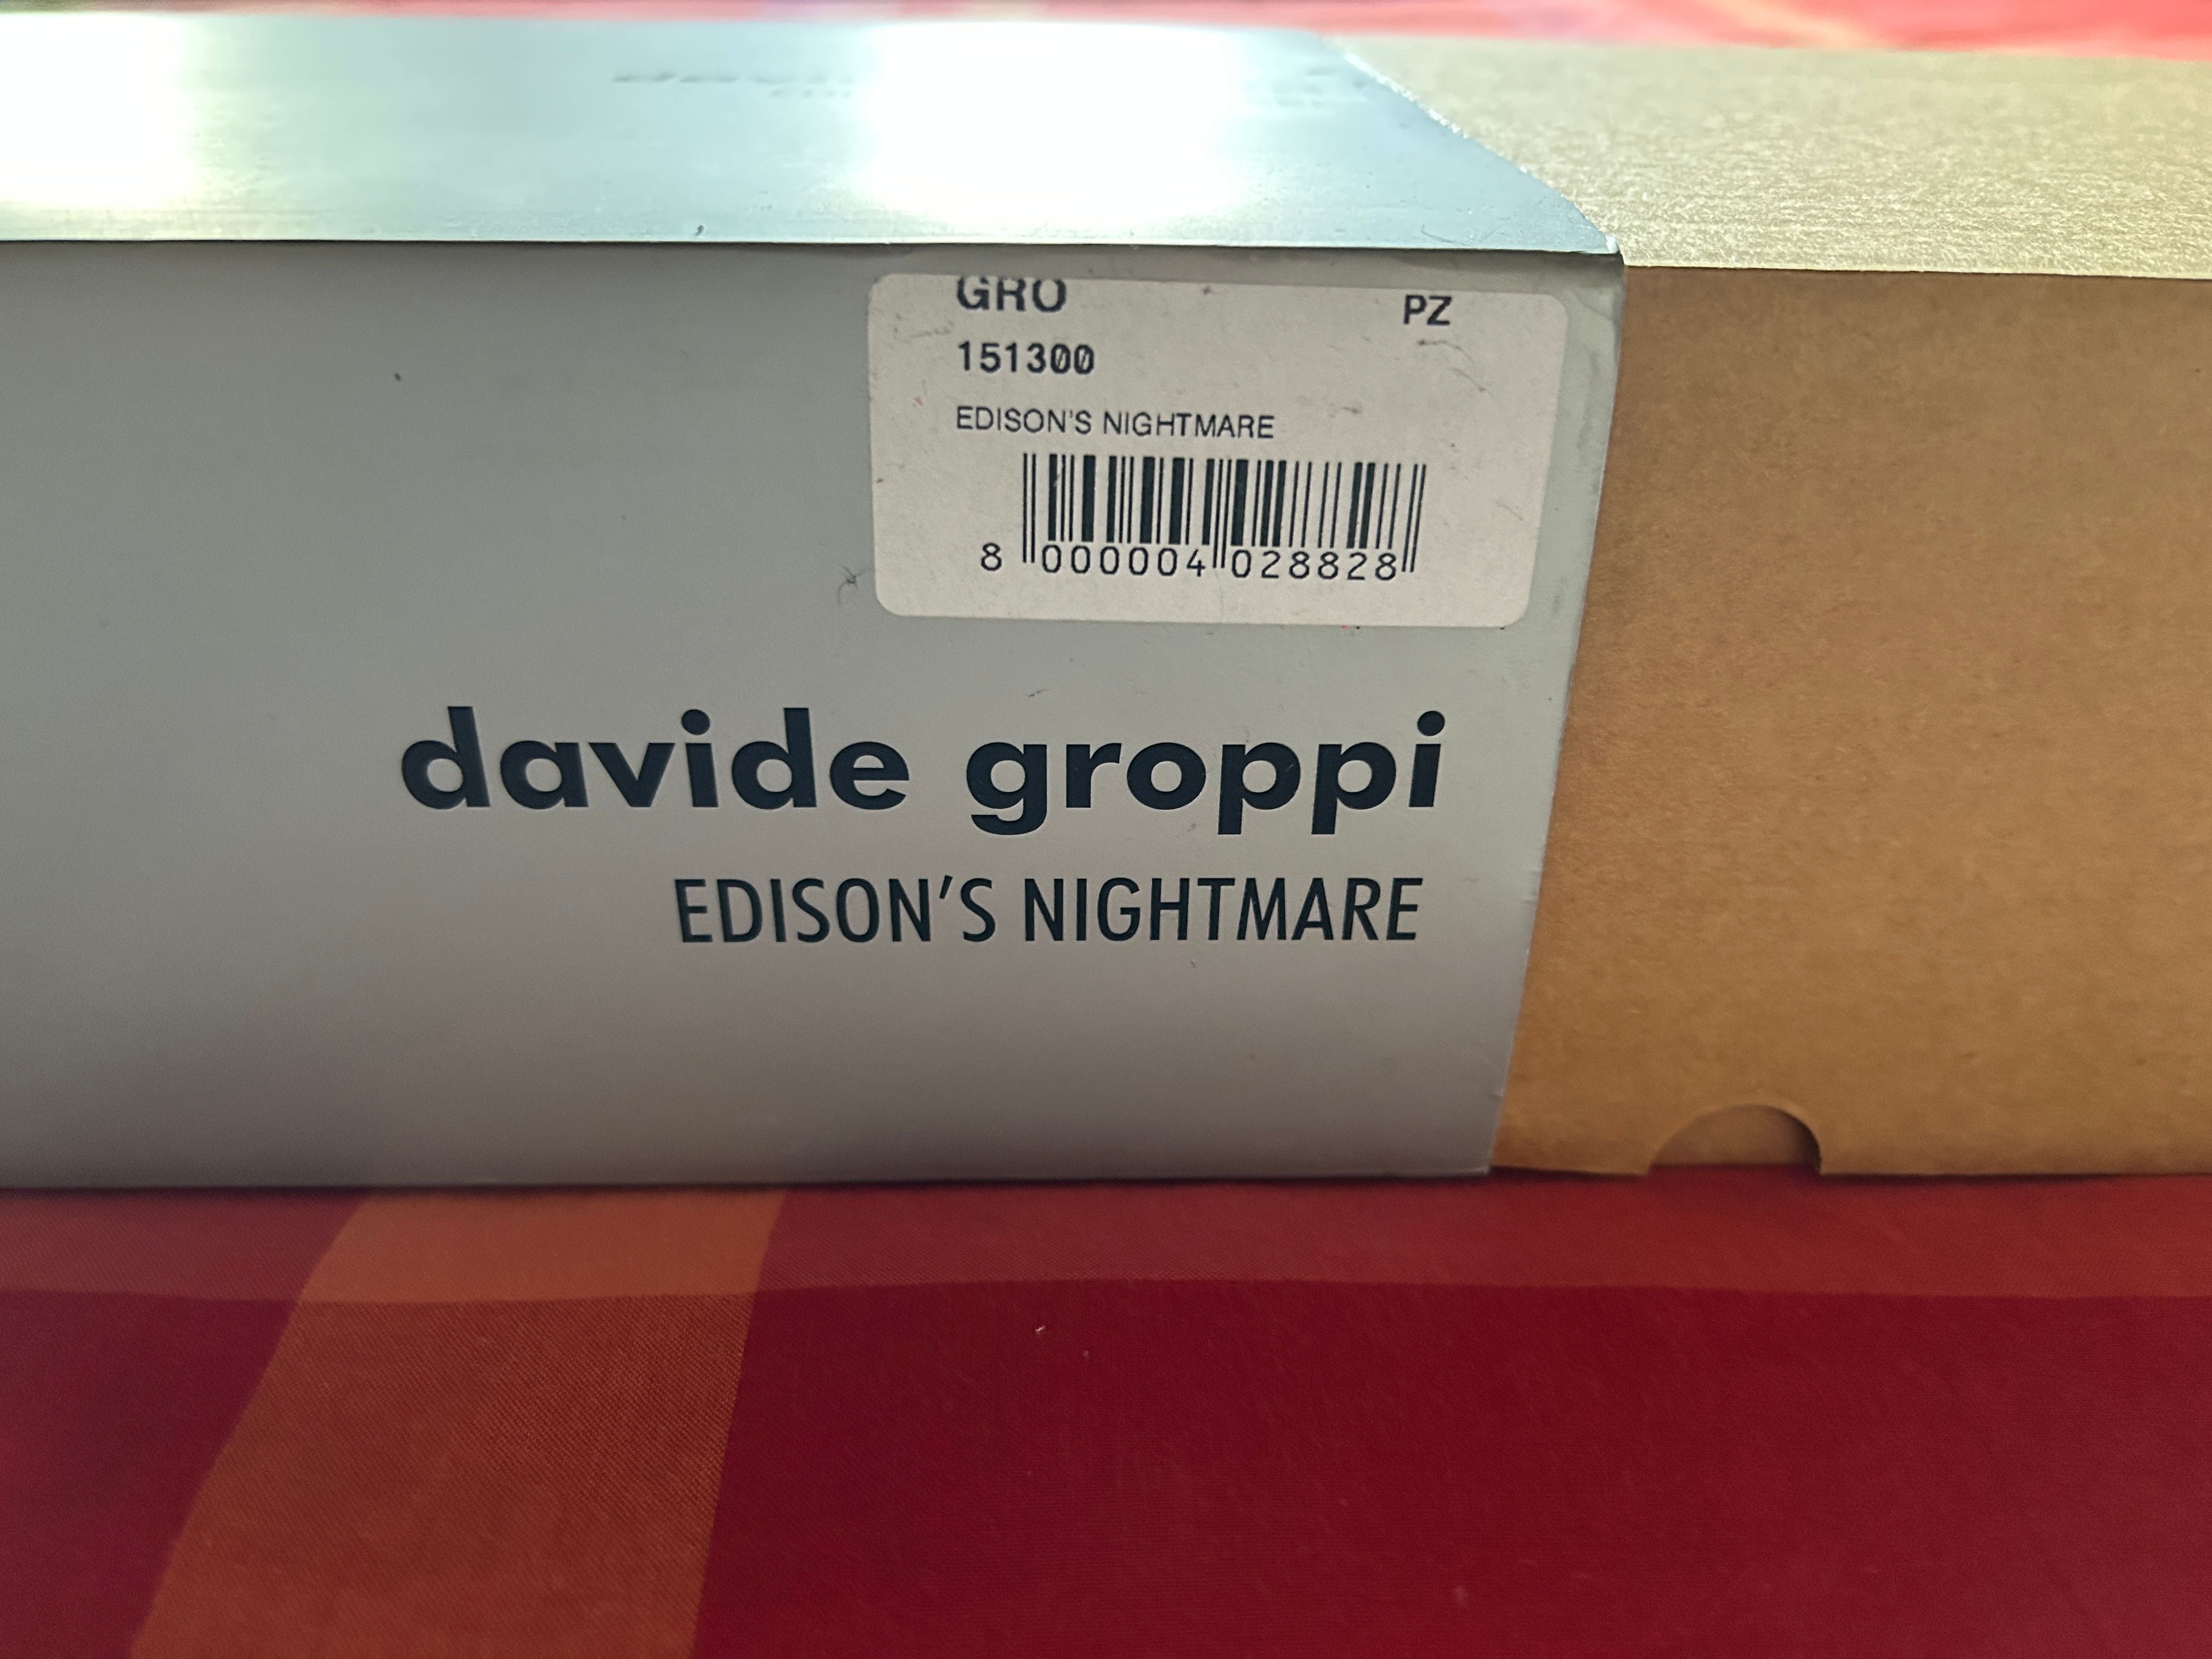 GRO PZ
151300
EDISON'S NIGHTMARE
8 000004 028828
davide groppi
EDISON'S NIGHTMARE